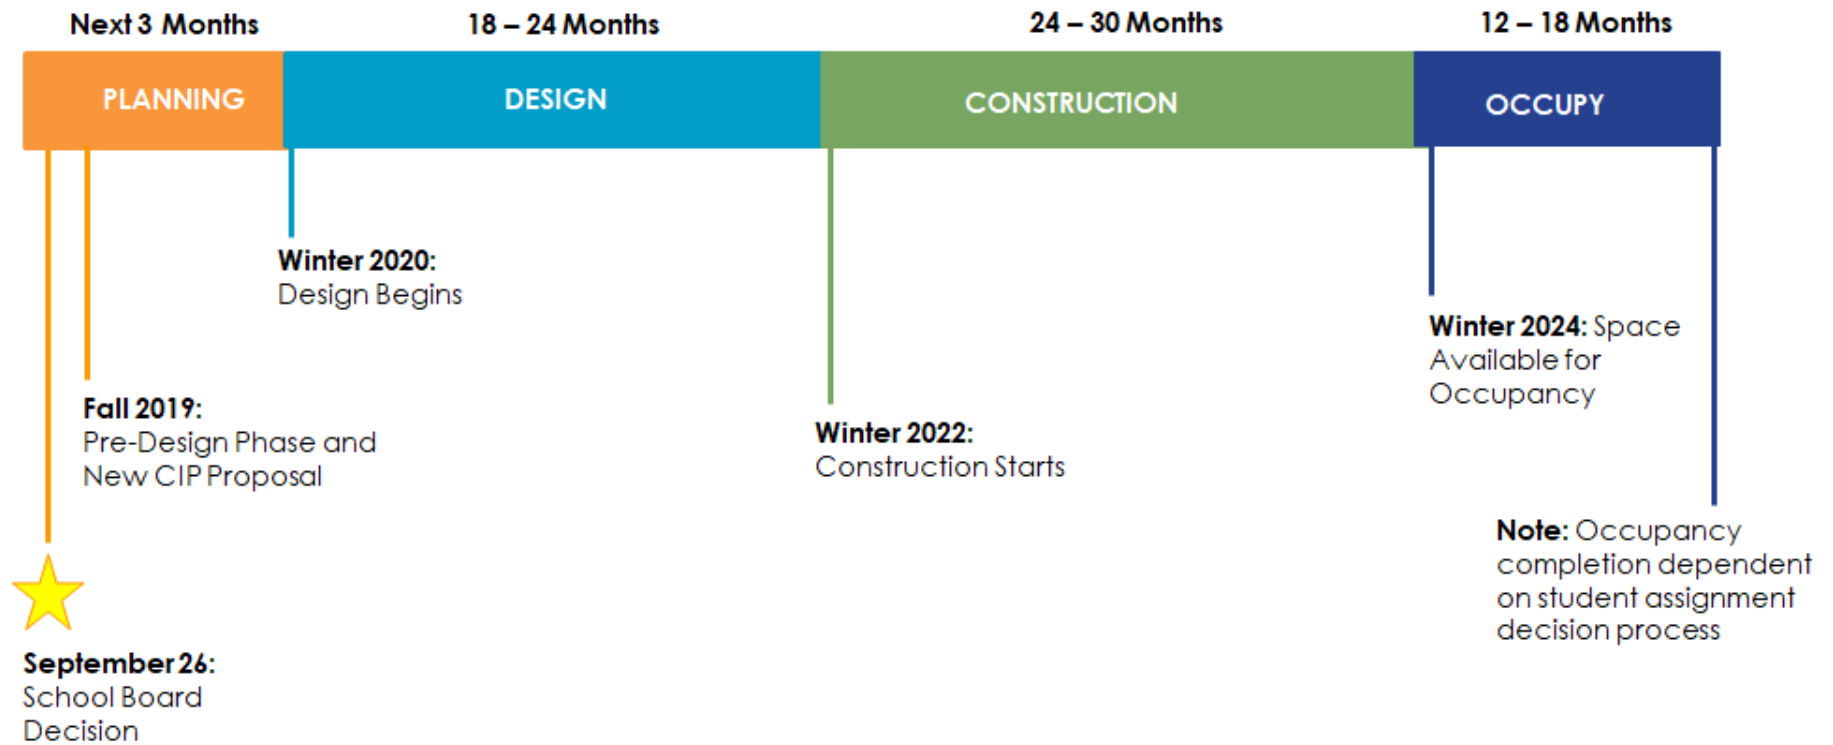 Next 3 Months
18 – 24 Months
24 – 30 Months
12 – 18 Months
PLANNING
DESIGN
CONSTRUCTION
OCCUPY
Winter 2020:
Design Begins
Winter 2024: Space
Available for
Occupancy
Fall 2019:
Pre-Design Phase and
New CIP Proposal
Winter 2022:
Construction Starts
Note: Occupancy
completion dependent
on student assignment
decision process
September 26:
School Board
Decision